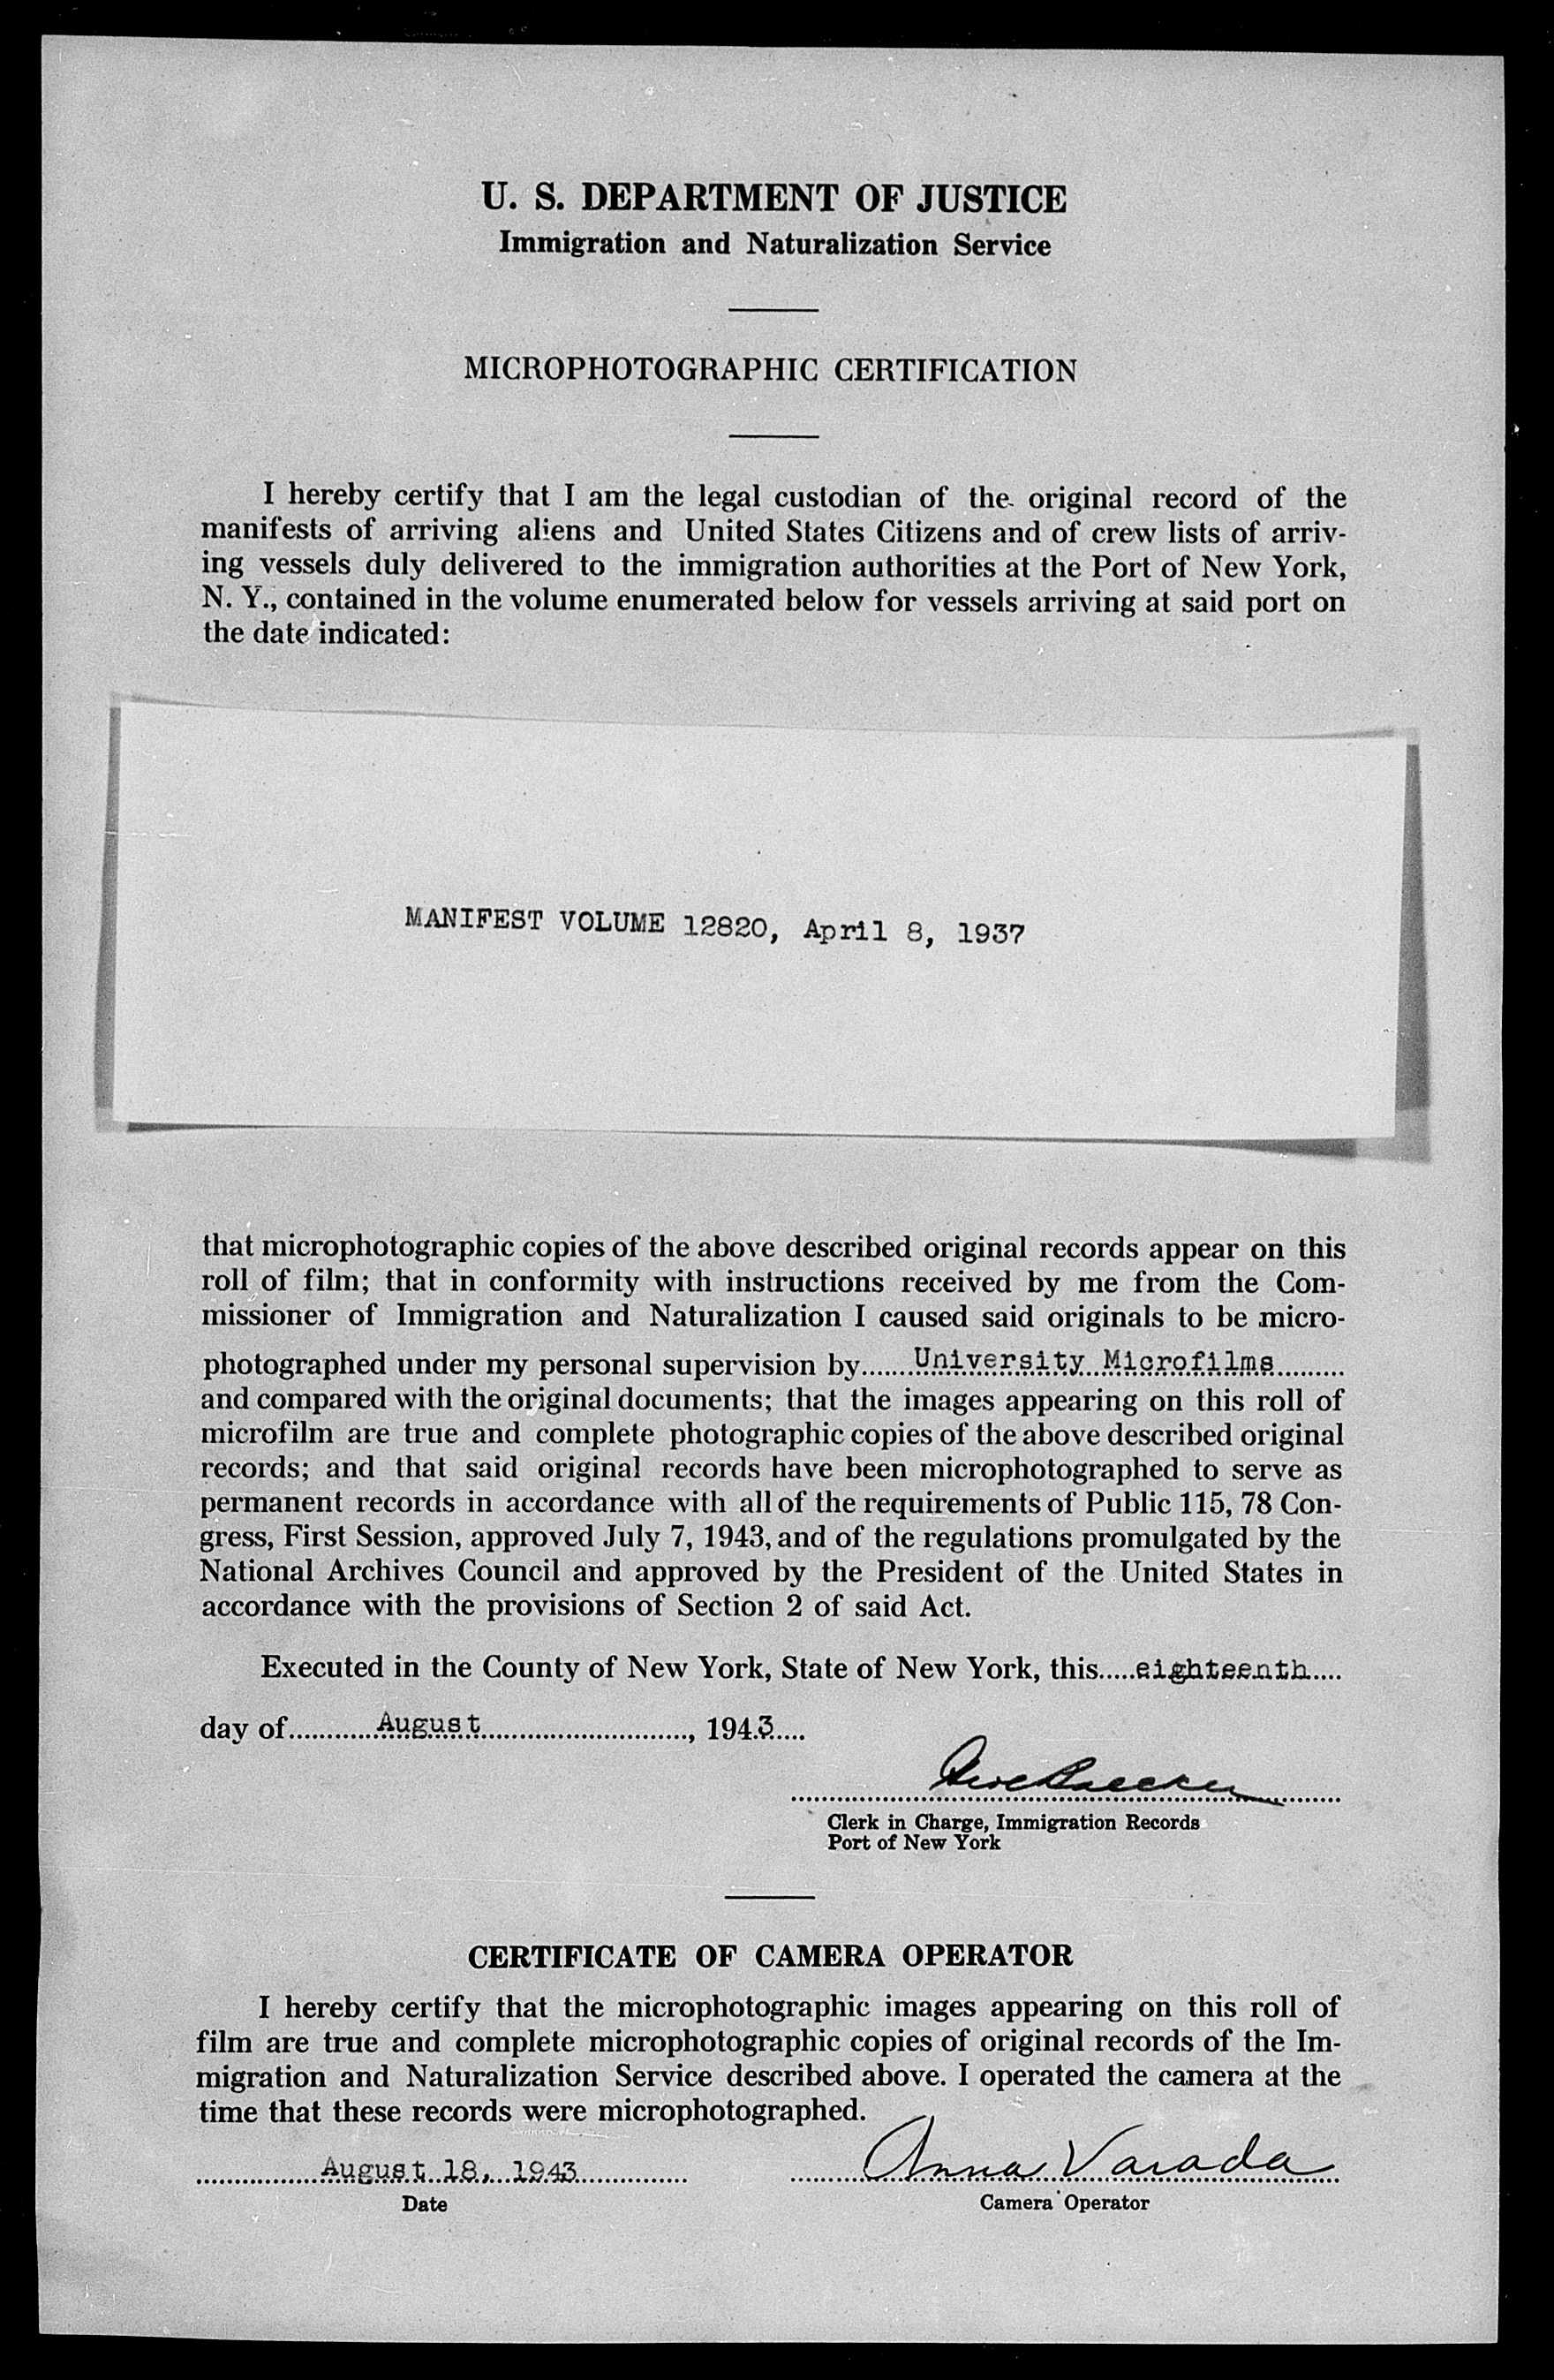 U. S. DEPARTMENT OF JUSTICE
Immigration and Naturalization Service
MICROPHOTOGRAPHIC CERTIFICATION
I hereby certify that I am the legal custodian of the original record of the
manifests of arriving aliens and United States Citizens and of crew lists of arriv-
ing vessels duly delivered to the immigration authorities at the Port of New York,
N. Y., contained in the volume enumerated below for vessels arriving at said port on
the date indicated:
MANIFEST VOLUME 12820, April 8, 1937
that microphotographic copies of the above described original records appear on this
roll of film; that in conformity with instructions received by me from the Com-
missioner of Immigration and Naturalization I caused said originals to be micro-
photographed under my personal supervision by......University Microfilms.........
and compared with the original documents; that the images appearing on this roll of
microfilm are true and complete photographic copies of the above described original
records; and that said original records have been microphotographed to serve as
permanent records in accordance with all of the requirements of Public 115, 78 Con-
gress, First Session, approved July 7, 1943, and of the regulations promulgated by the
National Archives Council and approved by the President of the United States in
accordance with the provisions of Section 2 of said Act.
Executed in the County of New York, State of New York, this.....eighteenth....
day of............August............................, 1943.....
Clerk in Charge, Immigration Records
Port of New York
CERTIFICATE OF CAMERA OPERATOR
I hereby certify that the microphotographic images appearing on this roll of
film are true and complete microphotographic copies of original records of the Im-
migration and Naturalization Service described above. I operated the camera at the
time that these records were microphotographed.
August 18, 1943 Anna Varada
Date Camera Operator